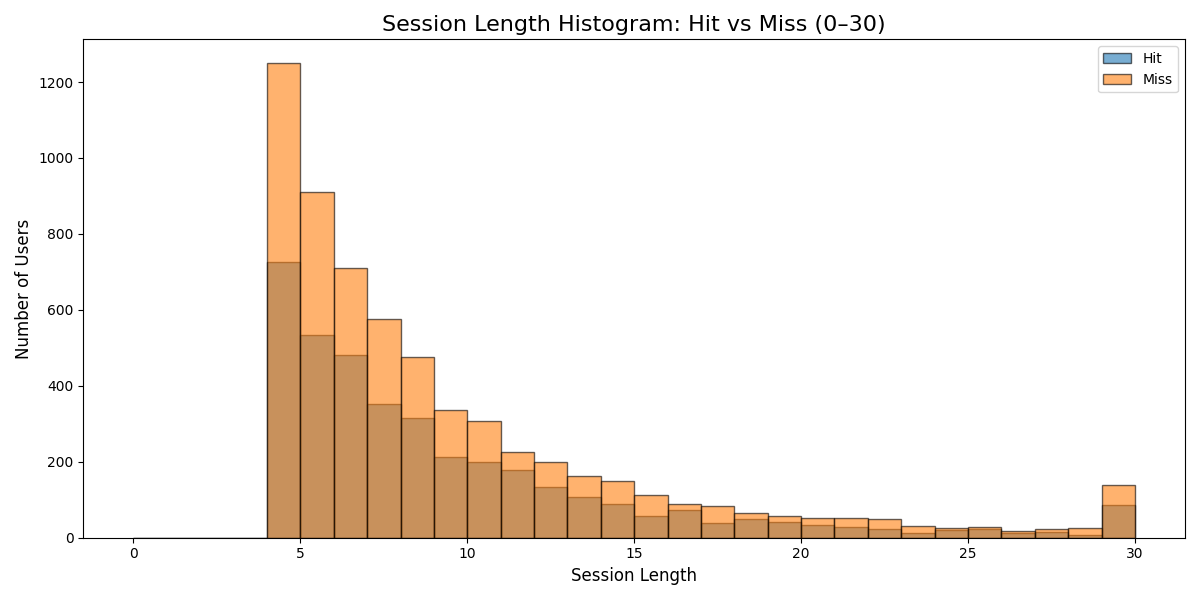 Session Length Histogram: Hit vs Miss (0–30)
Hit
Miss
Number of Users
1200
1000
800
600
400
200
0
0 5 10 15 20 25 30
Session Length